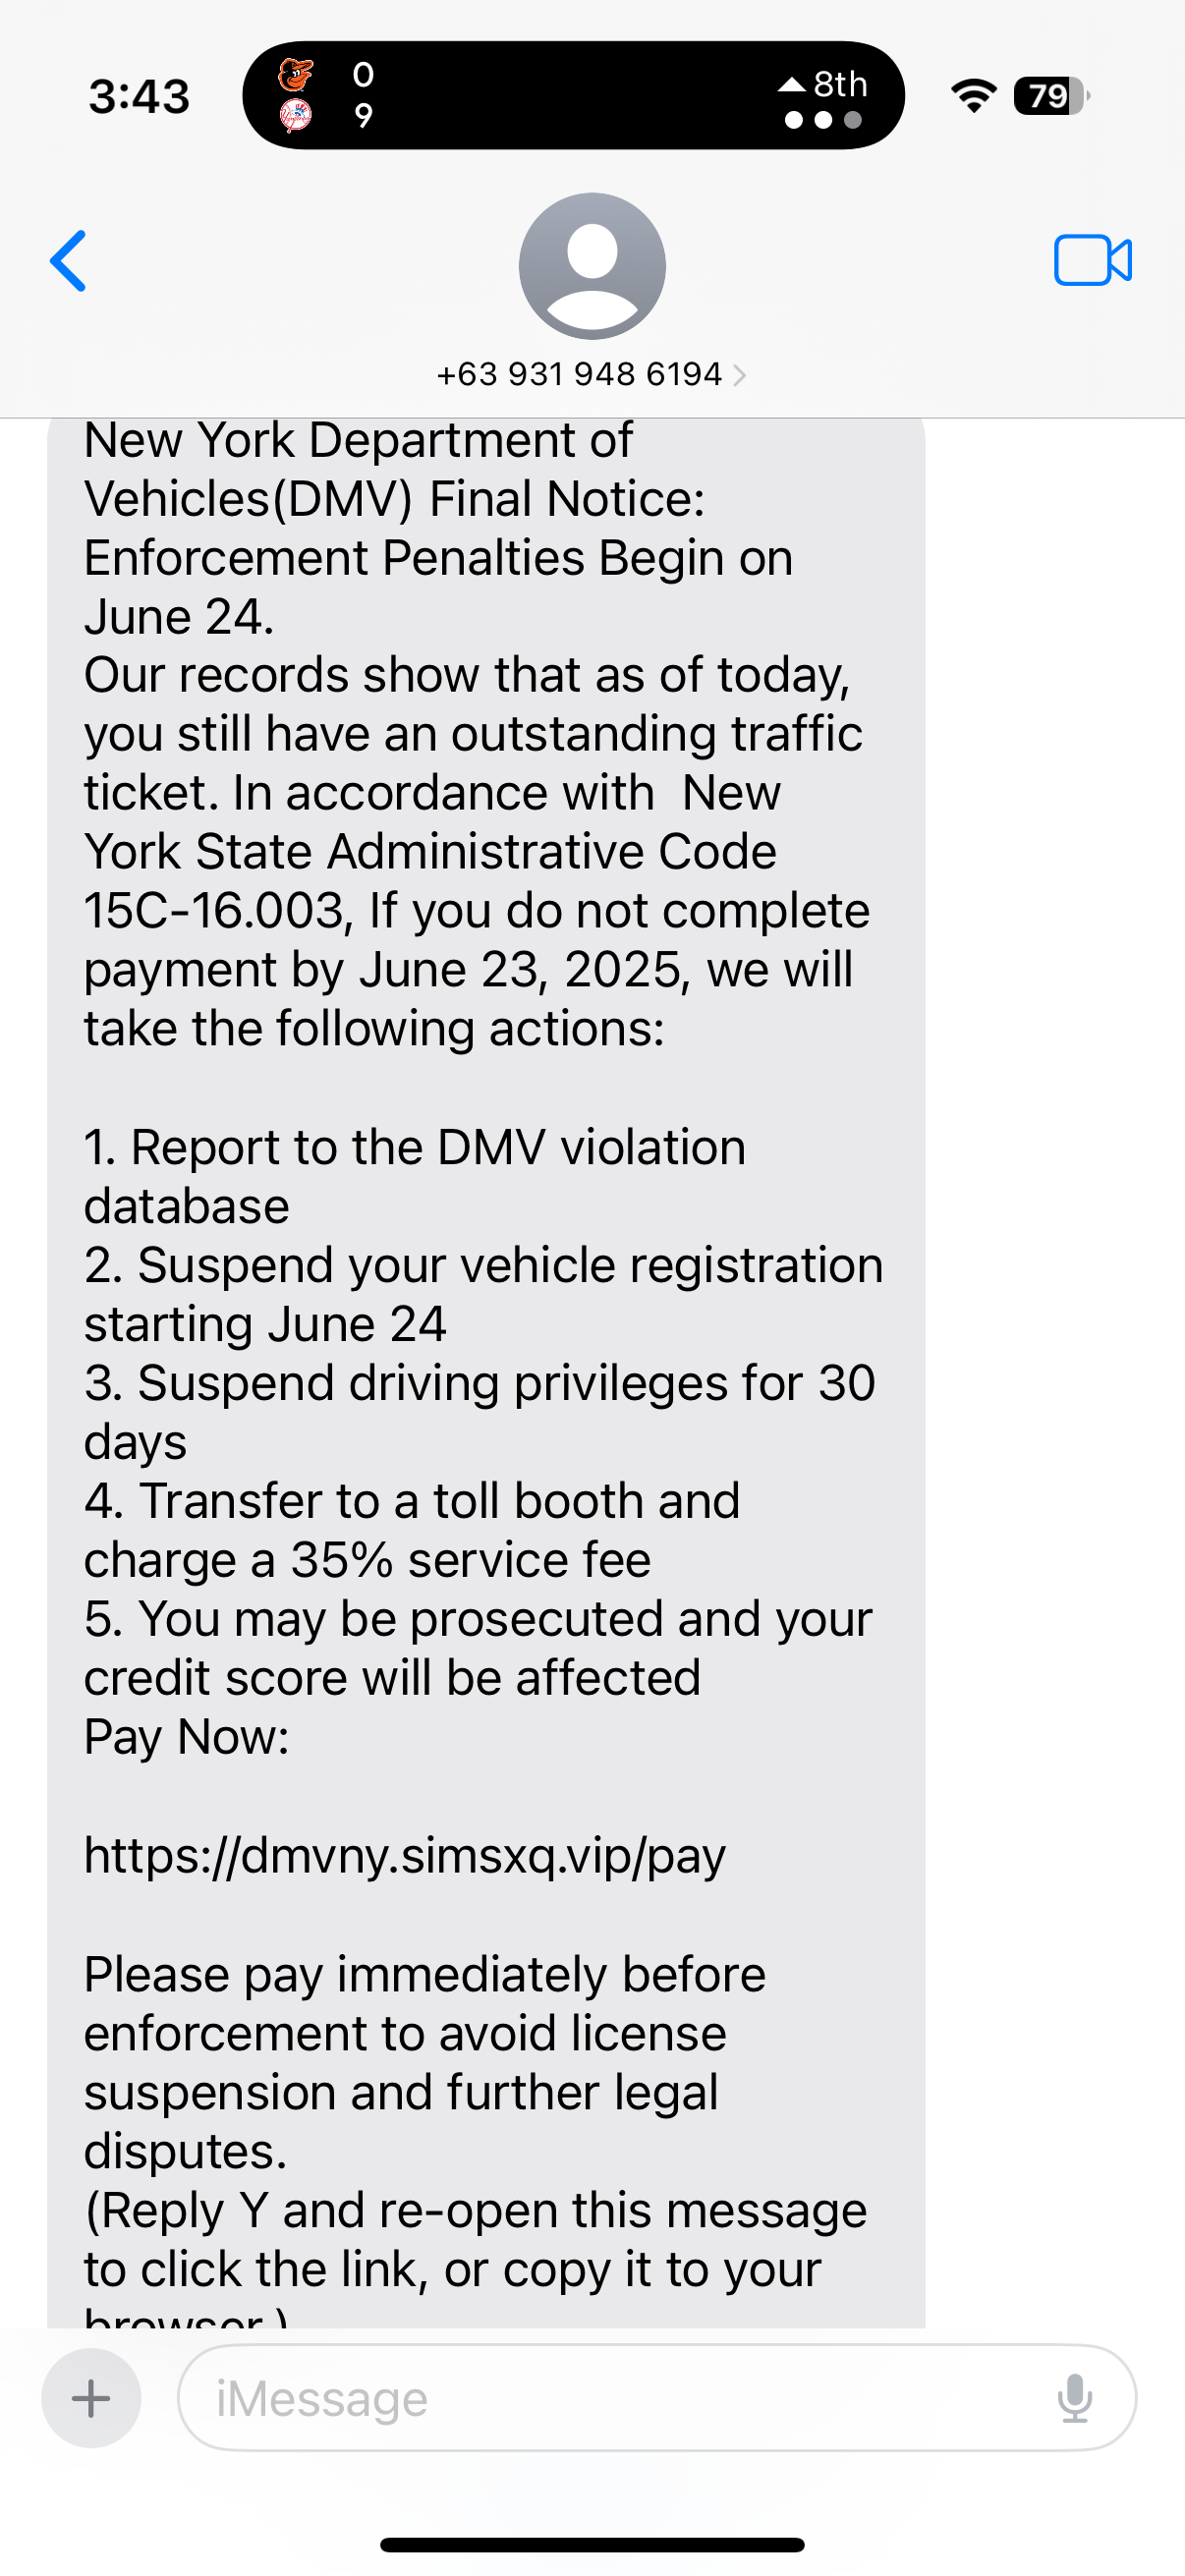 3:43
0
9
8th
79
+63 931 948 6194
New York Department of
Vehicles(DMV) Final Notice:
Enforcement Penalties Begin on
June 24.
Our records show that as of today,
you still have an outstanding traffic
ticket. In accordance with  New
York State Administrative Code
15C-16.003, If you do not complete
payment by June 23, 2025, we will
take the following actions:
1. Report to the DMV violation
database
2. Suspend your vehicle registration
starting June 24
3. Suspend driving privileges for 30
days
4. Transfer to a toll booth and
charge a 35% service fee
5. You may be prosecuted and your
credit score will be affected
Pay Now:
https://dmvny.simsxq.vip/pay
Please pay immediately before
enforcement to avoid license
suspension and further legal
disputes.
(Reply Y and re-open this message
to click the link, or copy it to your
browser.)
iMessage